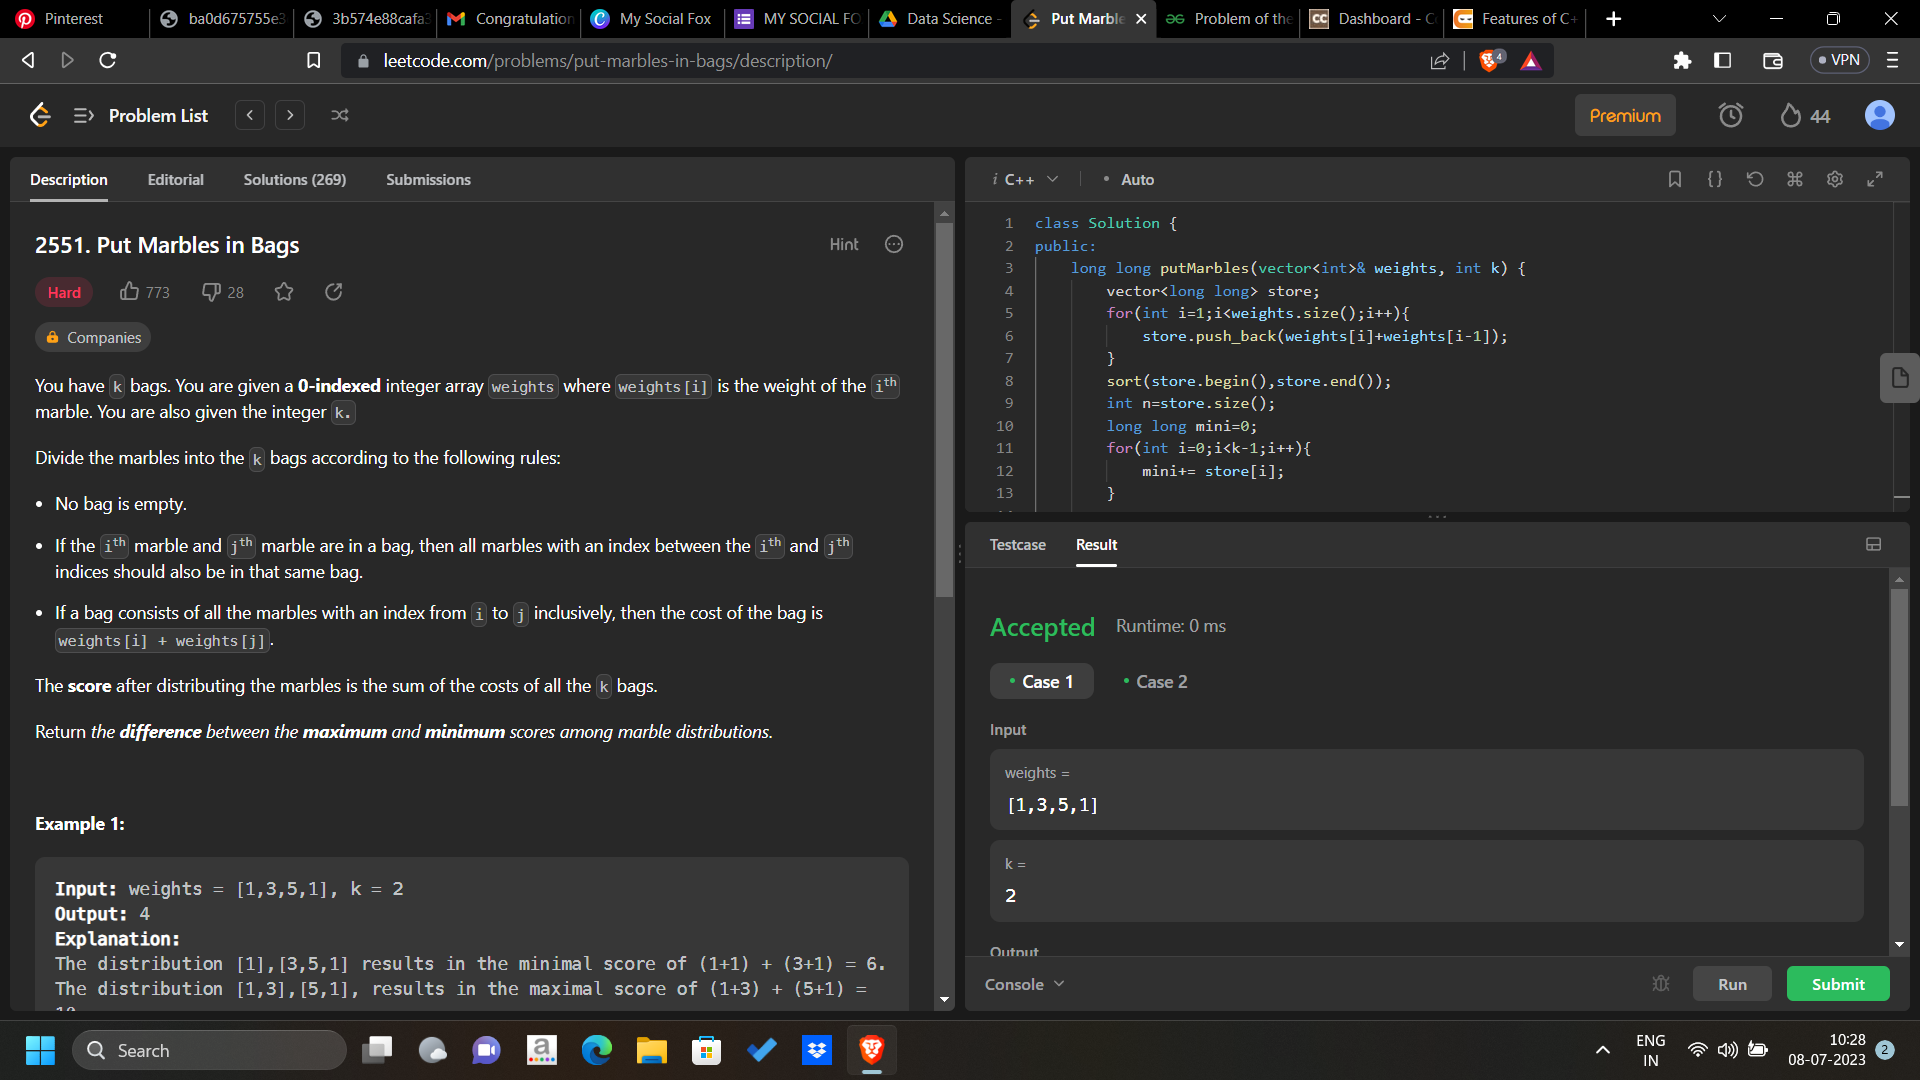 Pinterest
ba0d675755e3
3b574e88cafa3
Congratulation
My Social Fox
MY SOCIAL FO
Data Science -
Put Marble
Problem of the
Dashboard - C
Features of C+
leetcode.com/problems/put-marbles-in-bags/description/
4
VPN
Problem List
Premium
44
Description
Editorial
Solutions (269)
Submissions
2551. Put Marbles in Bags
Hint
Hard
773
28
Companies
You have k bags. You are given a 0-indexed integer array weights where weights[i] is the weight of the ith
marble. You are also given the integer k.
Divide the marbles into the k bags according to the following rules:
• No bag is empty.
• If the ith marble and jth marble are in a bag, then all marbles with an index between the ith and jth
indices should also be in that same bag.
• If a bag consists of all the marbles with an index from i to j inclusively, then the cost of the bag is
weights[i] + weights[j].
The score after distributing the marbles is the sum of the costs of all the k bags.
Return the difference between the maximum and minimum scores among marble distributions.
Example 1:
Input: weights = [1,3,5,1], k = 2
Output: 4
Explanation:
The distribution [1],[3,5,1] results in the minimal score of (1+1) + (3+1) = 6.
The distribution [1,3],[5,1], results in the maximal score of (1+3) + (5+1) =
i C++
• Auto
1 class Solution {
2 public:
3 long long putMarbles(vector<int>& weights, int k) {
4 vector<long long> store;
5 for(int i=1;i<weights.size();i++){
6 store.push_back(weights[i]+weights[i-1]);
7 }
8 sort(store.begin(),store.end());
9 int n=store.size();
10 long long mini=0;
11 for(int i=0;i<k-1;i++){
12 mini+= store[i];
13 }
Testcase
Result
Accepted
Runtime: 0 ms
• Case 1
• Case 2
Input
weights =
[1,3,5,1]
k =
2
Output
Console
Run
Submit
Search
a
ENG
IN
10:28
08-07-2023
2